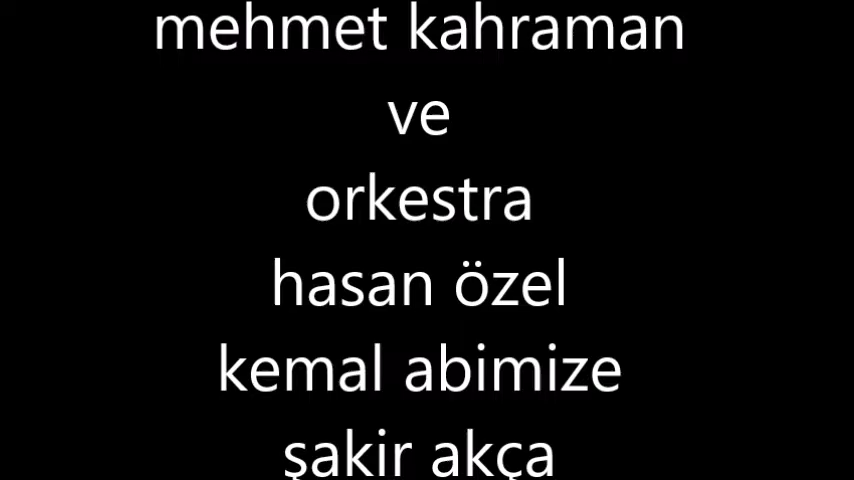 mehmet kahraman
ve
orkestra
hasan özel
kemal abimize
şakir akça